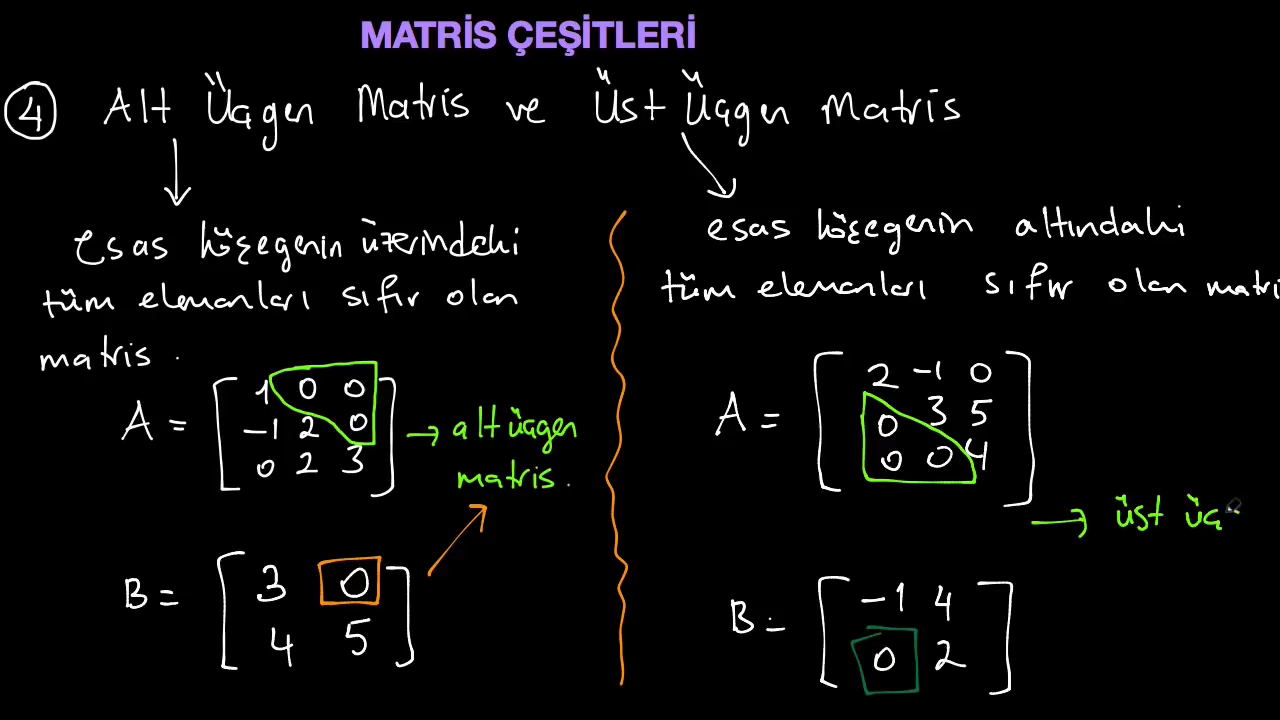 MATRİS ÇEŞİTLERİ
4 Alt Üçgen Matris ve Üst Üçgen Matris
esas köşegenin üzerindeki
tüm elemanları sıfır olan
matris.
A = [ 1 0 0
-1 2 0
0 2 3 ]
→ alt üçgen
matris.
B = [ 3 0
4 5 ]
esas köşegenin altındaki
tüm elemanları sıfır olan matri
A = [ 2 -1 0
0 3 5
0 0 4 ]
→ üst üç
B = [ -1 4
0 2 ]